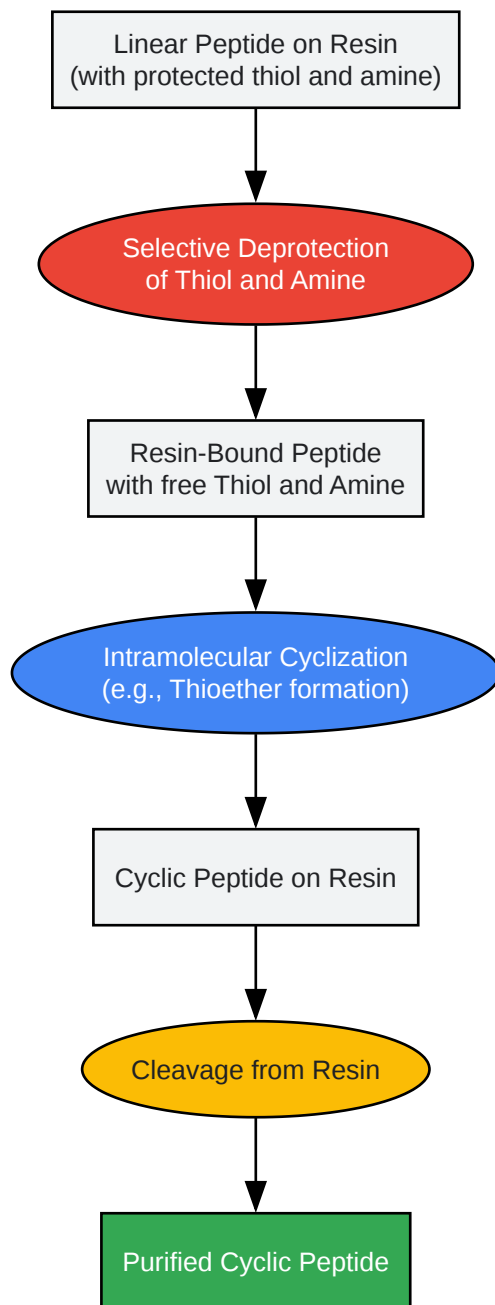 Linear Peptide on Resin
(with protected thiol and amine)
Selective Deprotection
of Thiol and Amine
Resin-Bound Peptide
with free Thiol and Amine
Intramolecular Cyclization
(e.g., Thioether formation)
Cyclic Peptide on Resin
Cleavage from Resin
Purified Cyclic Peptide